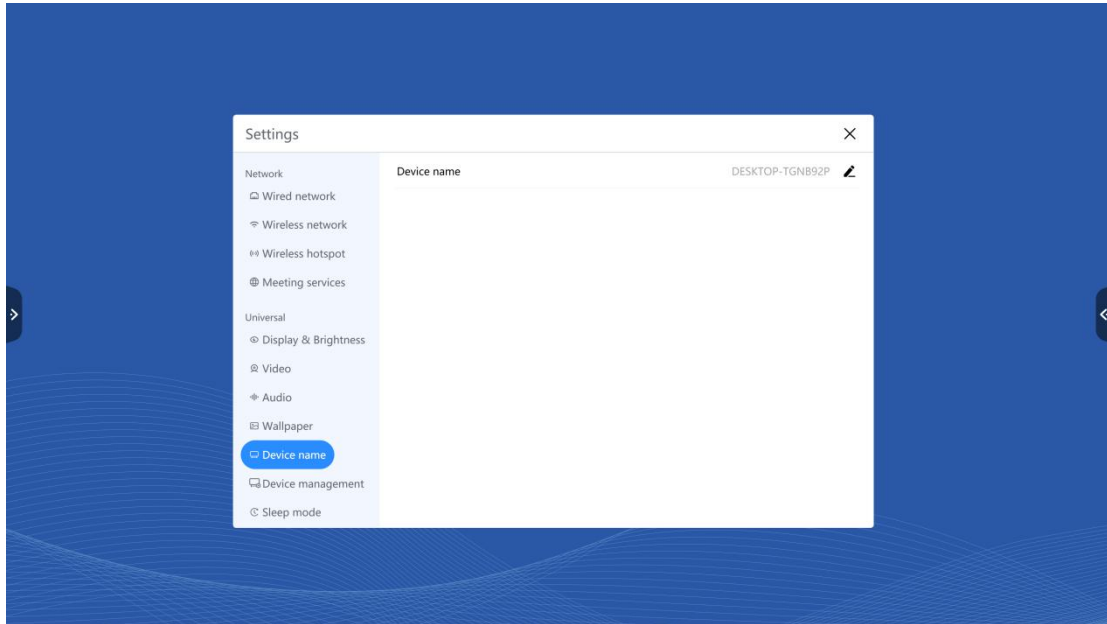 Settings
Network
Wired network
Wireless network
Wireless hotspot
Meeting services
Universal
Display & Brightness
Video
Audio
Wallpaper
Device name
Device management
Sleep mode
Device name DESKTOP-TGNB92P